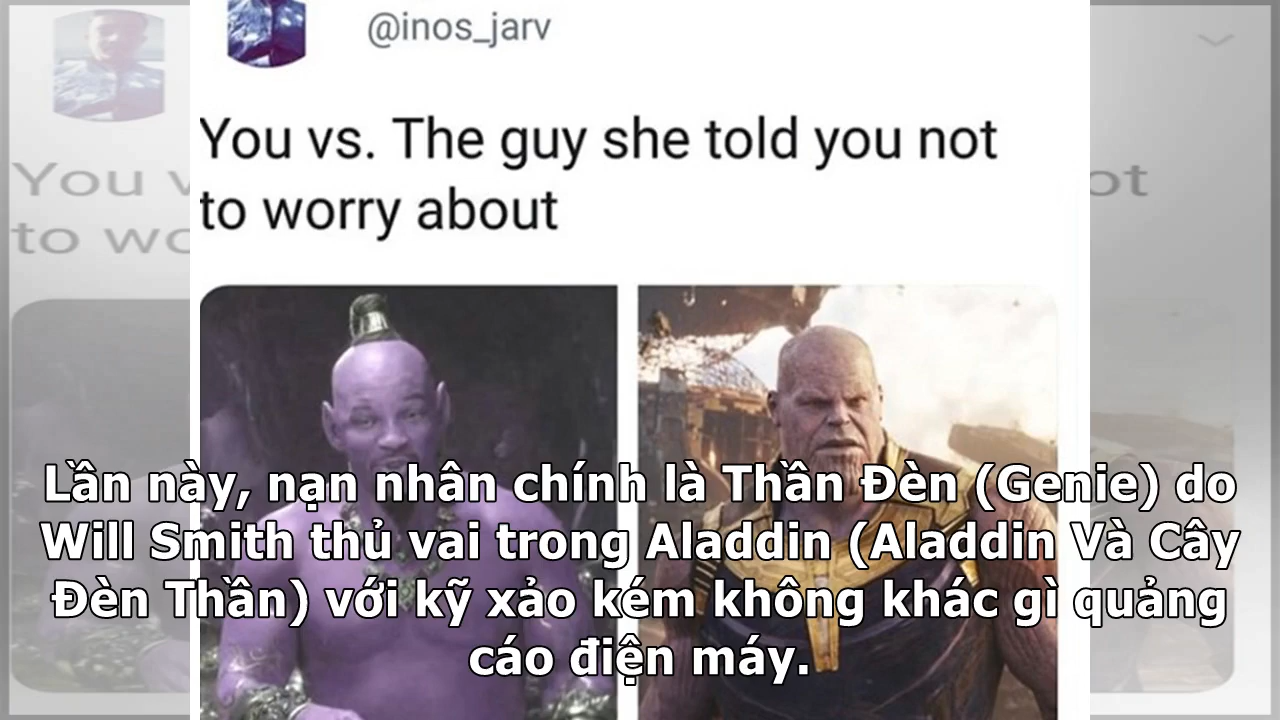 @inos_jarv
You vs. The guy she told you not
to worry about
Lần này, nạn nhân chính là Thần Đèn (Genie) do
Will Smith thủ vai trong Aladdin (Aladdin Và Cây
Đèn Thần) với kỹ xảo kém không khác gì quảng
cáo điện máy.